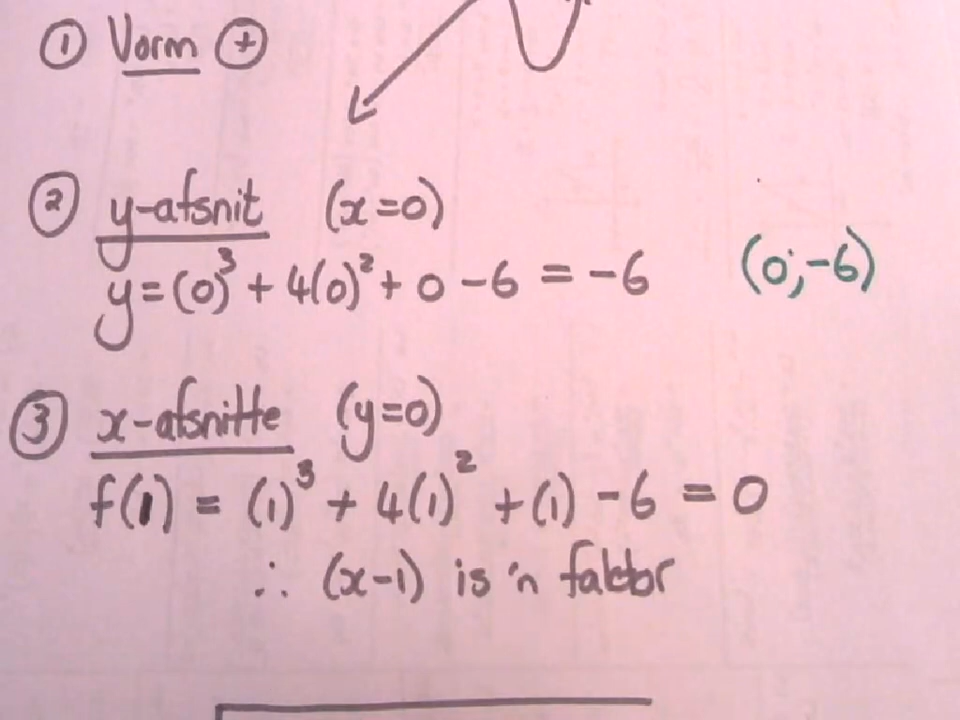 ① Vorm ⊕
② y-afsnit (x=0)
y = (0)³ + 4(0)² + 0 - 6 = -6 (0;-6)
③ x-afsnitte (y=0)
f(1) = (1)³ + 4(1)² + (1) - 6 = 0
∴ (x-1) is 'n faktor